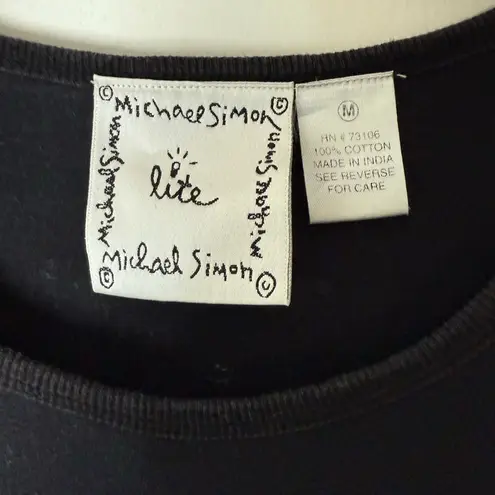 © Michael Simon ©
Michael Simon
lite
Michael Simon
© Michael Simon ©
M
RN # 73106
100% COTTON
MADE IN INDIA
SEE REVERSE
FOR CARE